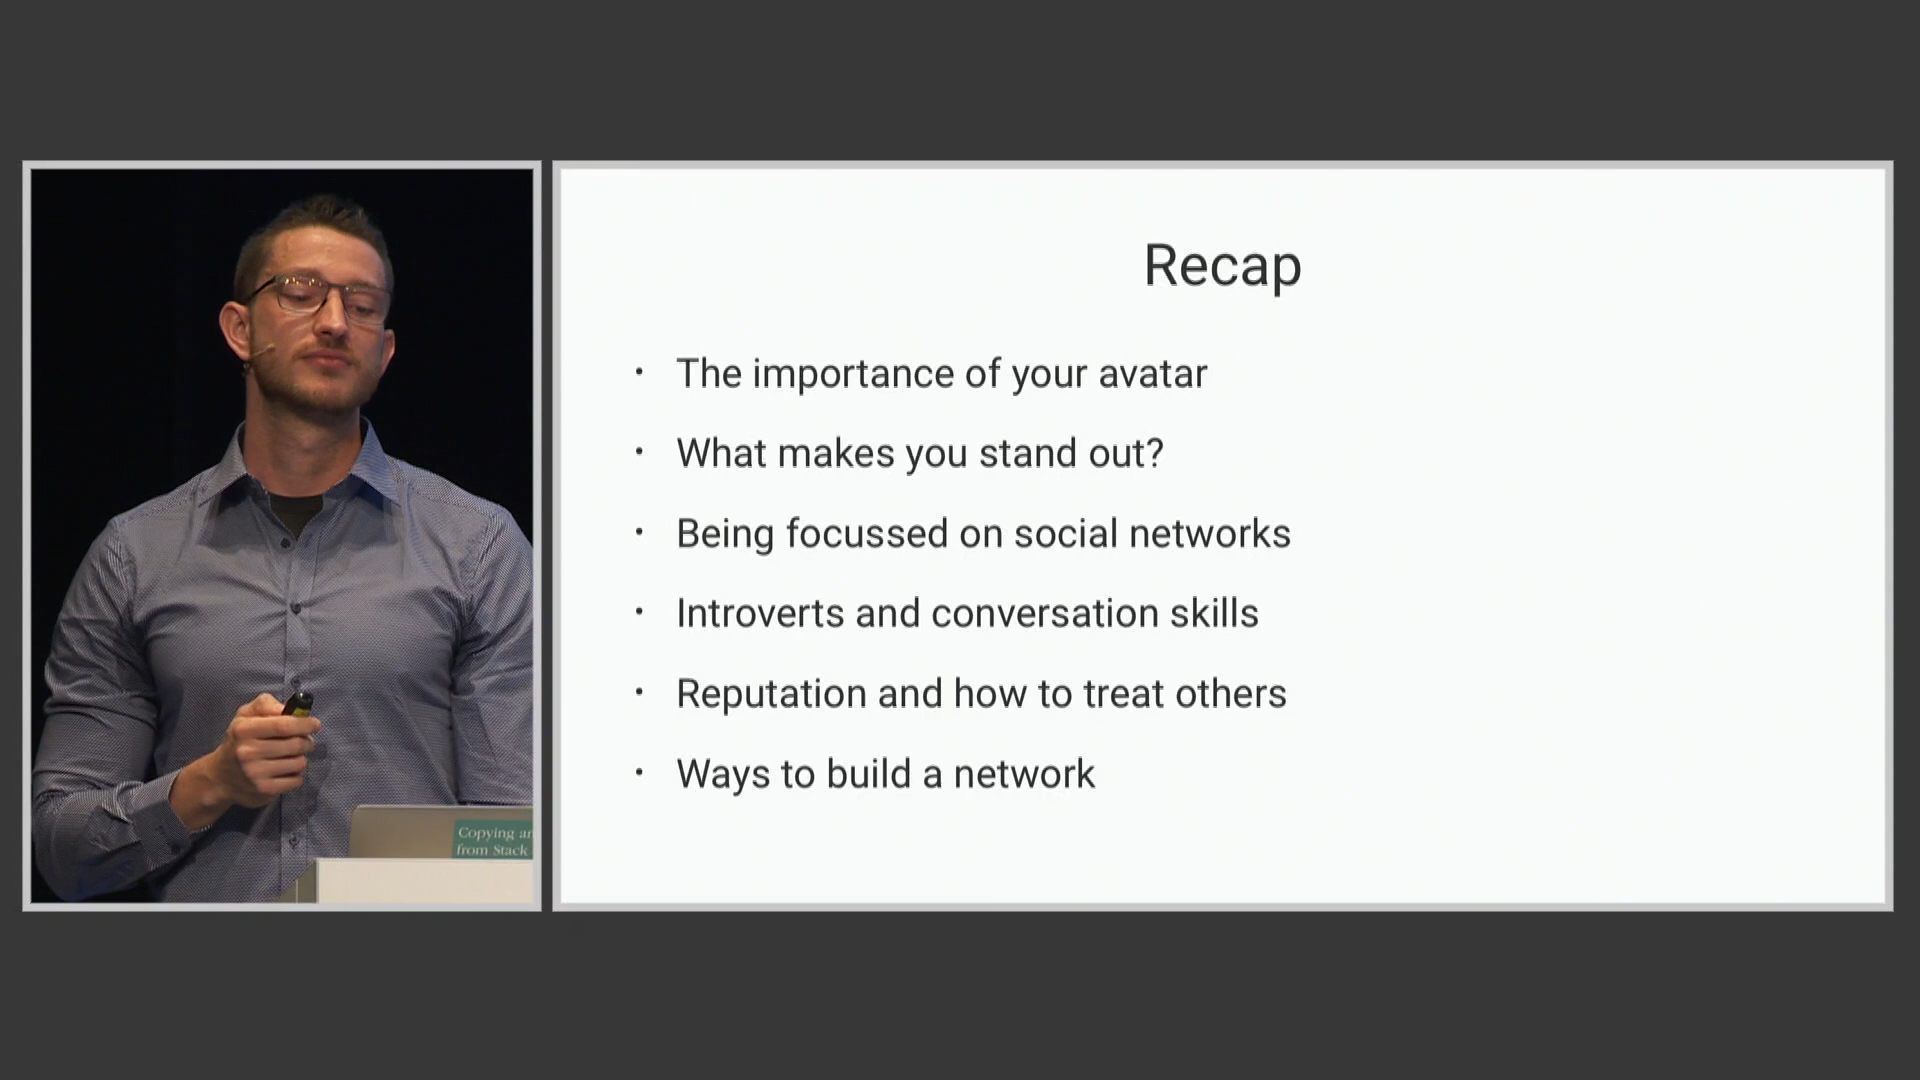 Recap
• The importance of your avatar
• What makes you stand out?
• Being focussed on social networks
• Introverts and conversation skills
• Reputation and how to treat others
• Ways to build a network
Copying
from Stack